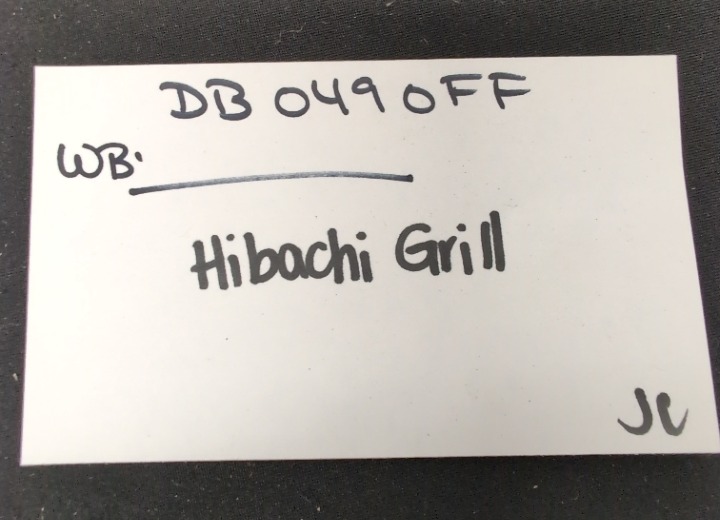 DB 049 OFF
WB.
Hibachi Grill
JC